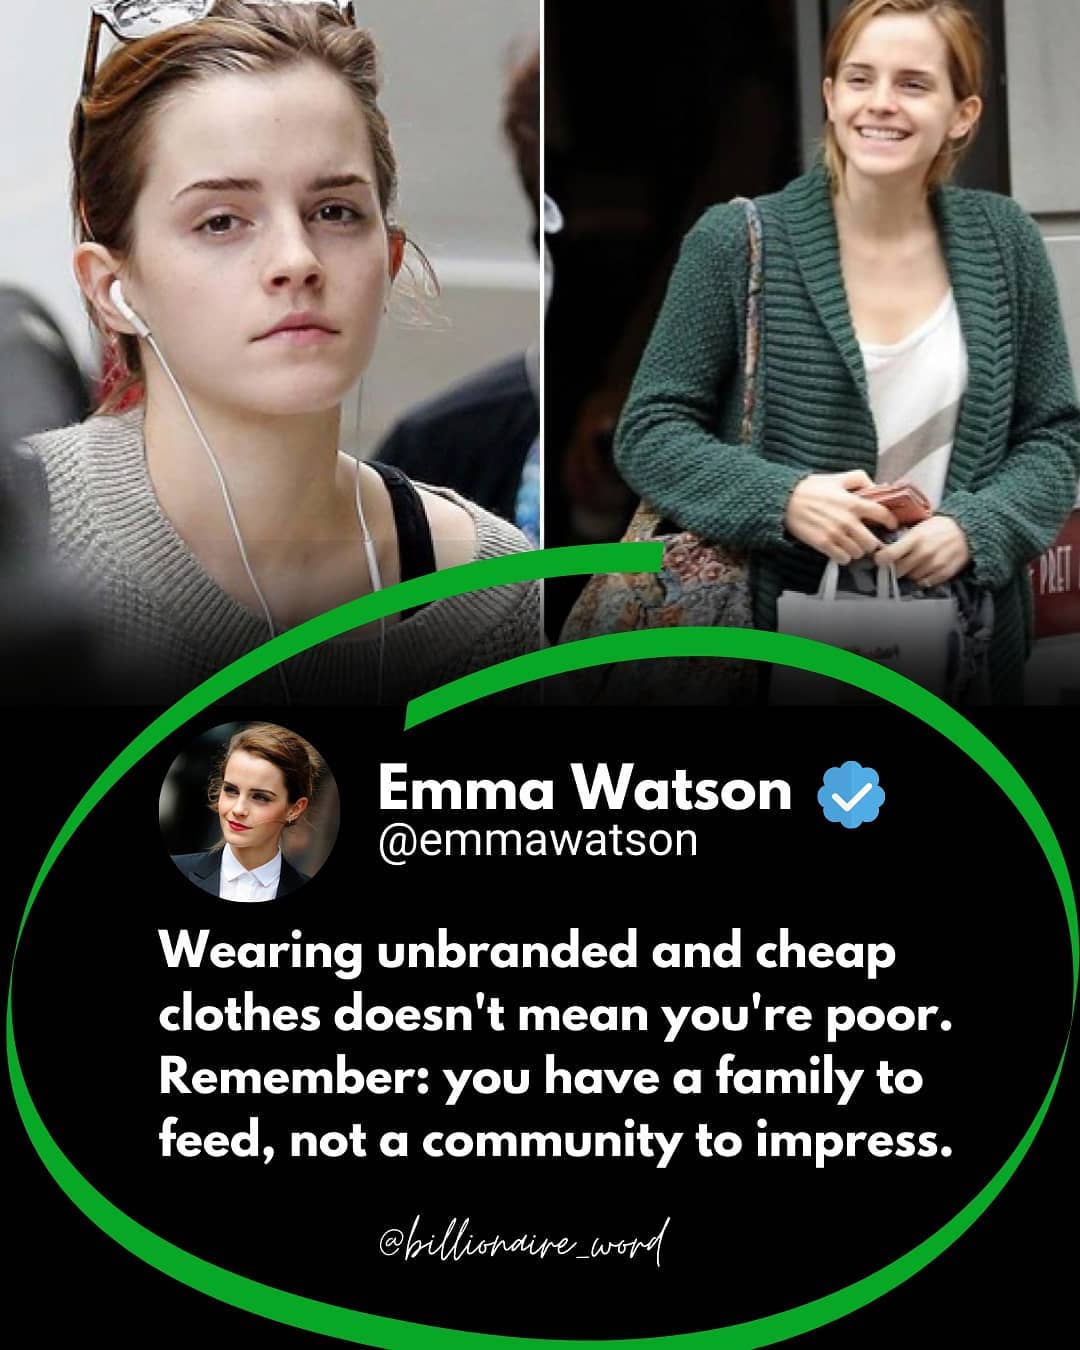 PRET
Emma Watson
@emmawatson
Wearing unbranded and cheap
clothes doesn't mean you're poor.
Remember: you have a family to
feed, not a community to impress.
@billionaire_word